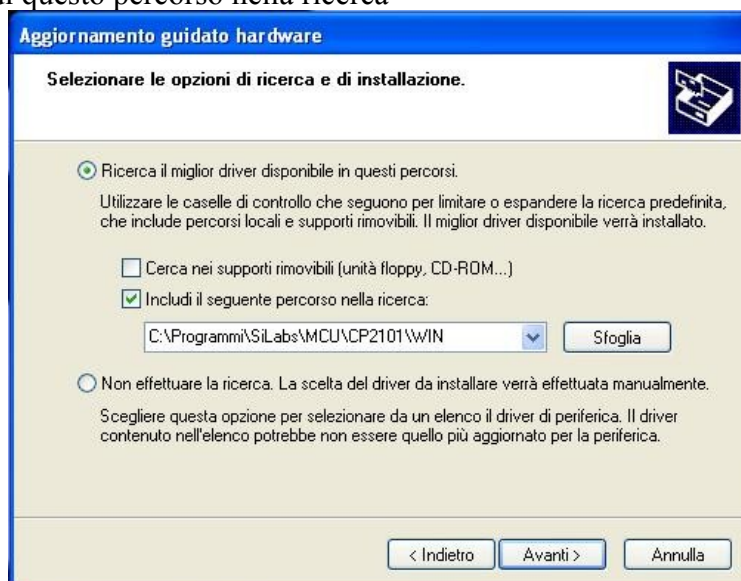 questo percorso nella ricerca
Aggiornamento guidato hardware
Selezionare le opzioni di ricerca e di installazione.
Ricerca il miglior driver disponibile in questi percorsi.
Utilizzare le caselle di controllo che seguono per limitare o espandere la ricerca predefinita,
che include percorsi locali e supporti rimovibili. Il miglior driver disponibile verrà installato.
Cerca nei supporti rimovibili (unità floppy, CD-ROM...)
Includi il seguente percorso nella ricerca:
C:\Programmi\SiLabs\MCU\CP2101\WIN
Sfoglia
Non effettuare la ricerca. La scelta del driver da installare verrà effettuata manualmente.
Scegliere questa opzione per selezionare da un elenco il driver di periferica. Il driver
contenuto nell'elenco potrebbe non essere quello più aggiornato per la periferica.
< Indietro
Avanti >
Annulla